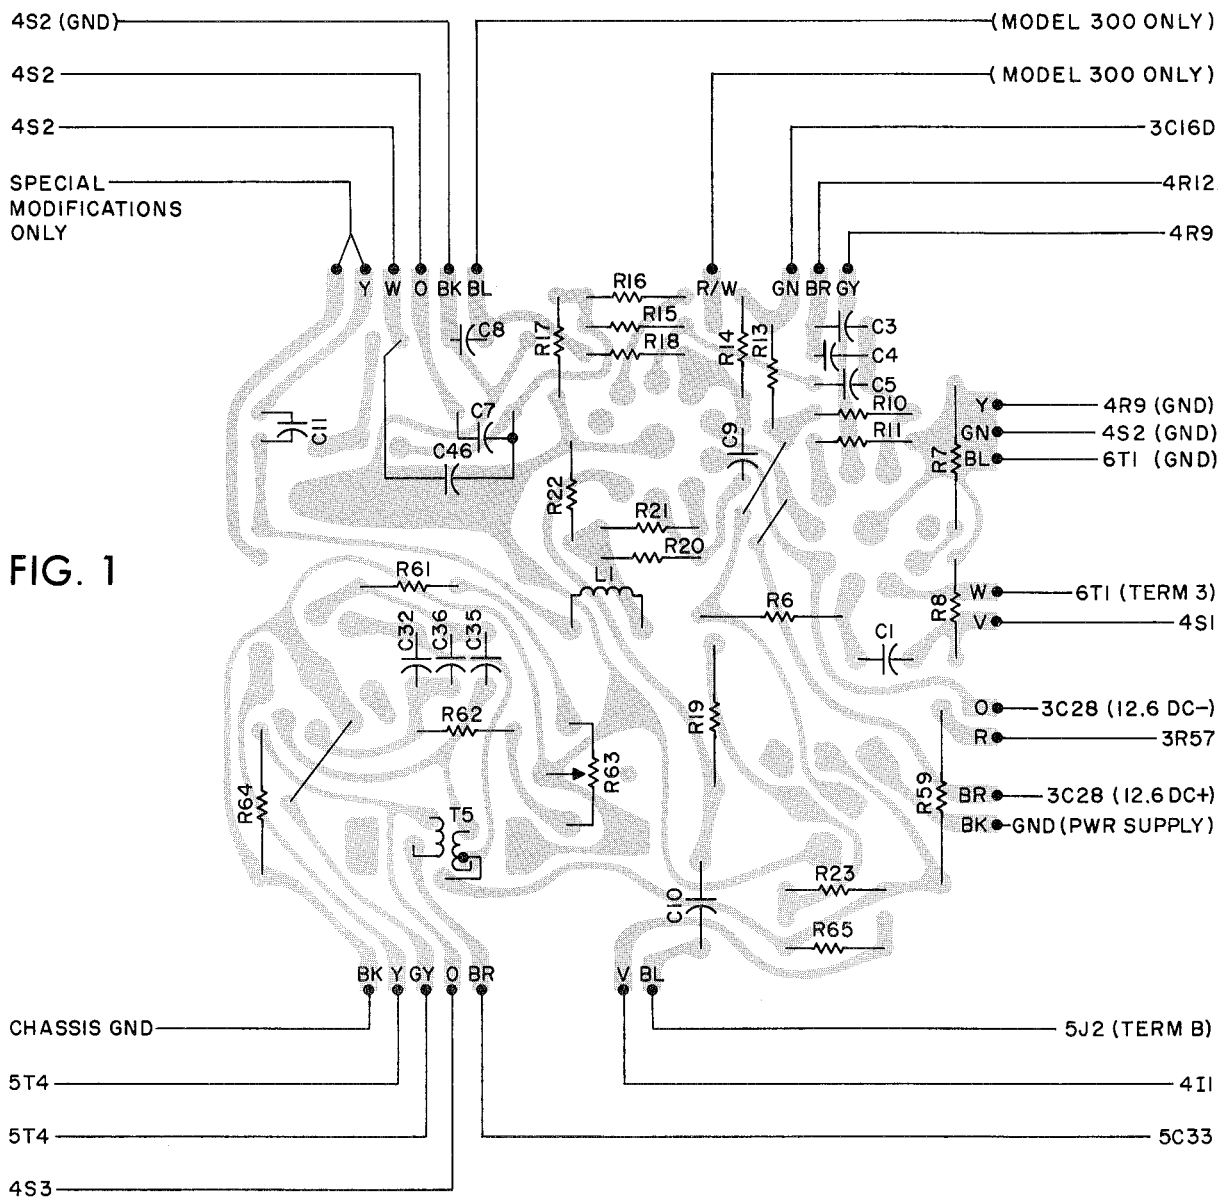 4S2 (GND)
(MODEL 300 ONLY)
4S2
(MODEL 300 ONLY)
4S2
3C16D
SPECIAL
MODIFICATIONS
ONLY
4R12
4R9
Y W O BK BL
R/W
GN BR GY
R16
R15
R18
R17
R14
R13
C8
C3
C4
C5
R10
R11
C7
C46
C11
C9
R22
R21
R20
R7
Y
4R9 (GND)
GN
4S2 (GND)
BL
6T1 (GND)
FIG. 1
R61
L1
R6
R8
W
6T1 (TERM 3)
V
4S1
C32
C36
C35
C1
R62
R19
O
3C28 (12.6 DC-)
R
3R57
R63
R64
R59
BR
3C28 (12.6 DC+)
BK
GND (PWR SUPPLY)
T5
R23
C10
R65
BK Y GY O BR
V BL
CHASSIS GND
5J2 (TERM B)
5T4
4I1
5T4
5C33
4S3